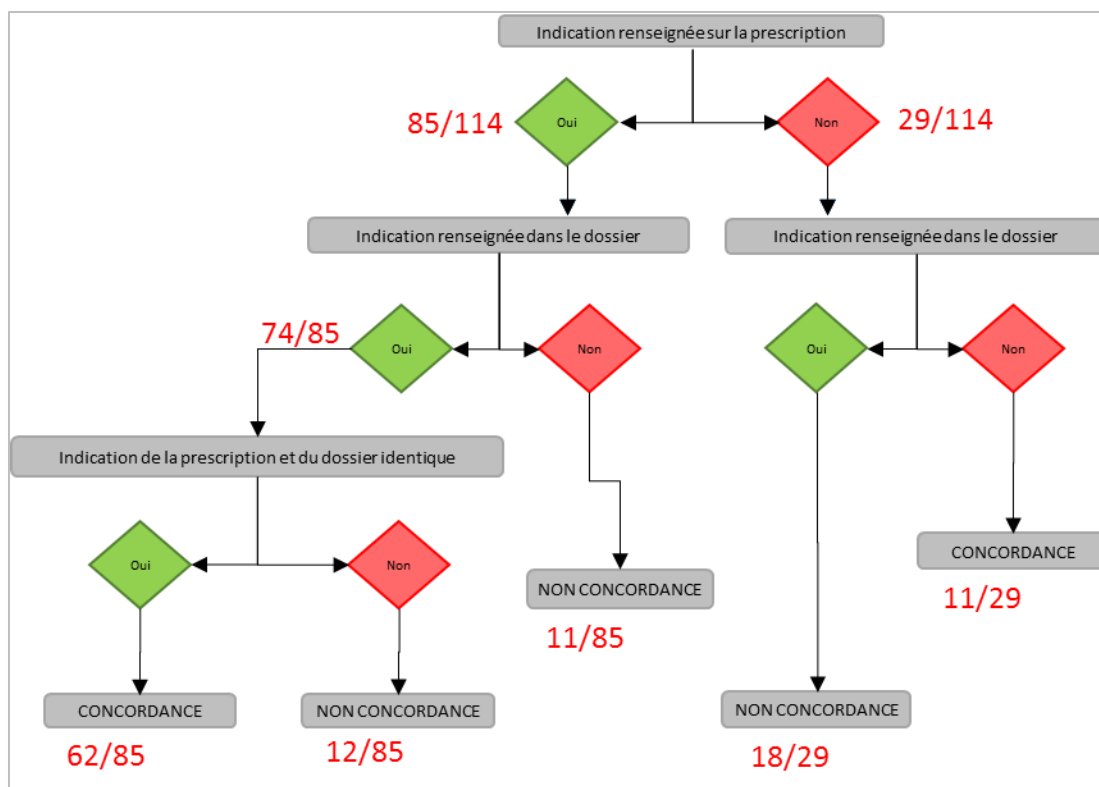 Indication renseignée sur la prescription
85/114
Oui
Non
29/114
Indication renseignée dans le dossier
Indication renseignée dans le dossier
74/85
Oui
Non
Oui
Non
Indication de la prescription et du dossier identique
Oui
Non
NON CONCORDANCE
11/85
CONCORDANCE
11/29
CONCORDANCE
62/85
NON CONCORDANCE
12/85
NON CONCORDANCE
18/29